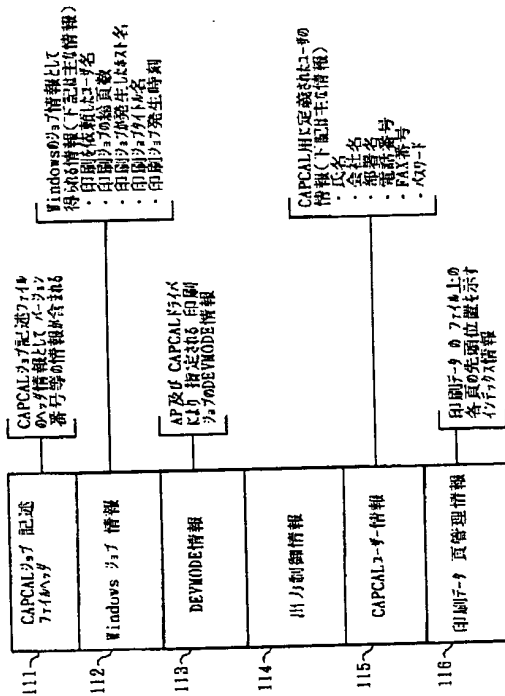 111
CAPCALジョブ 記述
ファイルヘッダ
CAPCALジョブ記述ファイル
のヘッダ情報として バージョン
番号等の情報が含まれる
112
Windows ジョブ 情報
Windowsのジョブ情報として
得られる情報(下記は主な情報)
・印刷を依頼したユーザ名
・印刷ジョブの総頁数
・印刷ジョブが発生したホスト名
・印刷ジョブタイトル名
・印刷ジョブ発生時刻
113
DEVMODE情報
AP及び CAPCALドライバ
により 指定される 印刷
ジョブのDEVMODE情報
114
出力制御情報
115
CAPCALユーザー情報
CAPCAL用に定義されたユーザの
情報(下記は主な情報)
・氏名
・会社名
・部署名
・電話番号
・FAX番号
・パスワード
116
印刷データ 頁管理情報
印刷データ の ファイル上の
各頁の先頭位置を示す
インデックス情報